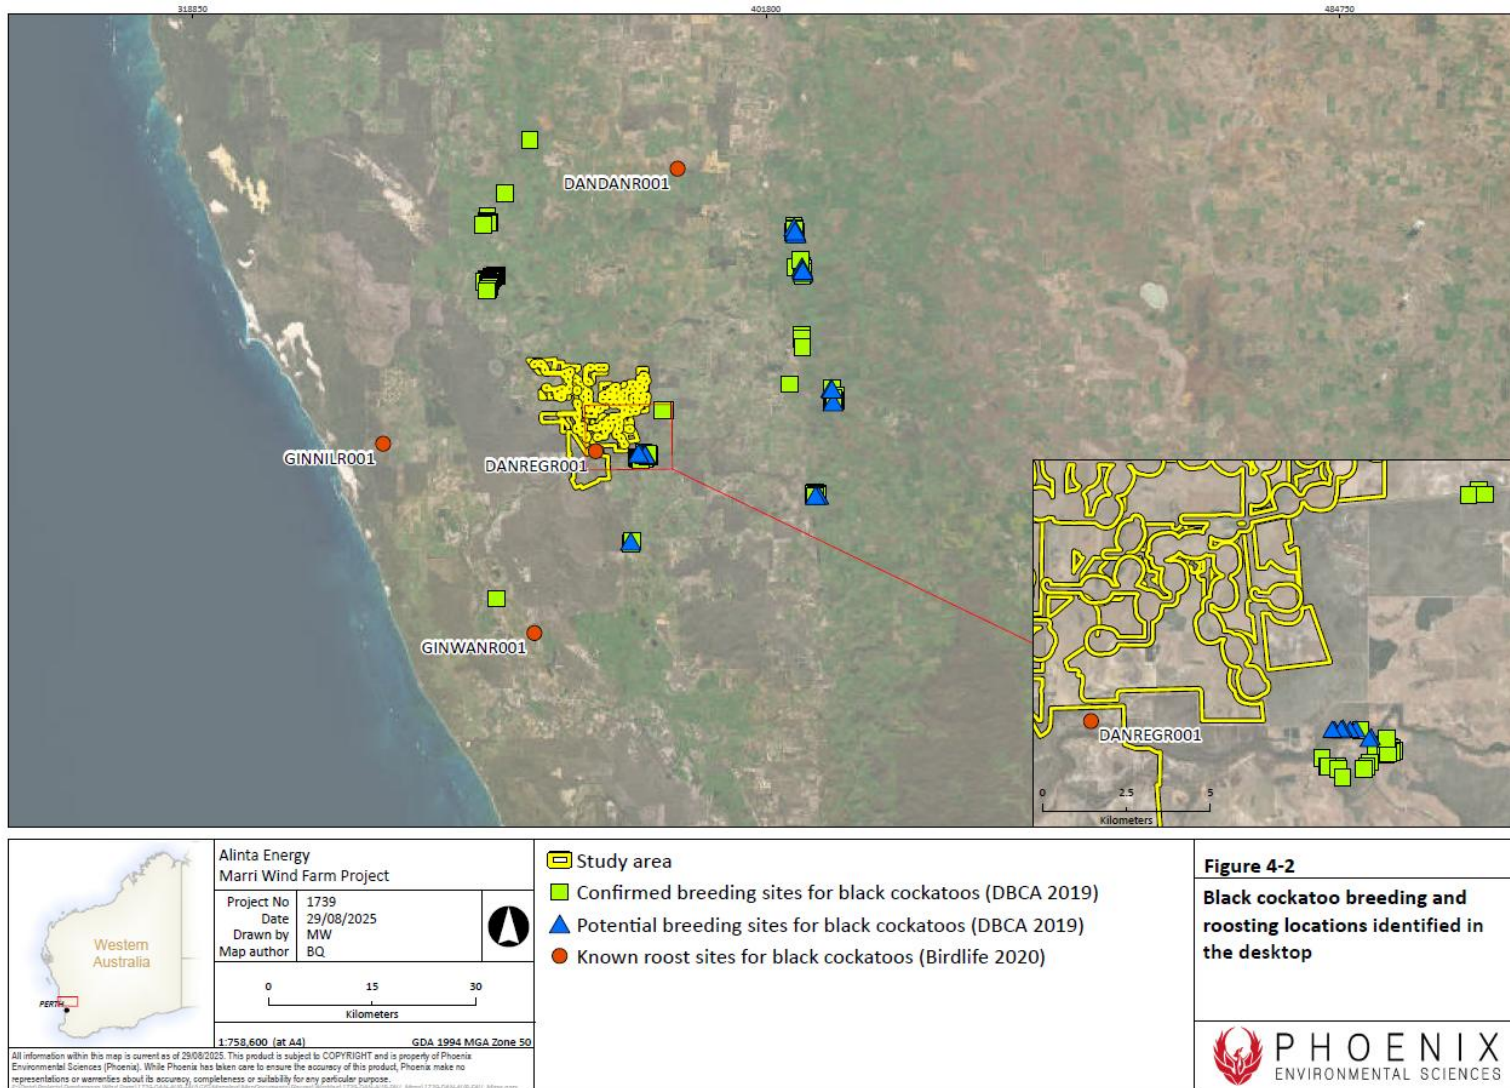 318850
401800
484750
DANDANR001
GINNILR001
DANREGR001
GINWANR001
DANREGR001
0 2.5 5
Kilometers
Western
Australia
PERTH
Alinta Energy
Marri Wind Farm Project
Project No 1739
Date 29/08/2025
Drawn by MW
Map author BQ
0 15 30
Kilometers
1:758,600 (at A4) GDA 1994 MGA Zone 50
All information within this map is current as of 29/08/2025. This product is subject to COPYRIGHT and is property of Phoenix
Environmental Sciences (Phoenix). While Phoenix has taken care to ensure the accuracy of this product, Phoenix make no
representations or warranties about its accuracy, completeness or suitability for any particular purpose.
Study area
Confirmed breeding sites for black cockatoos (DBCA 2019)
Potential breeding sites for black cockatoos (DBCA 2019)
Known roost sites for black cockatoos (Birdlife 2020)
Figure 4-2
Black cockatoo breeding and
roosting locations identified in
the desktop
PHOENIX
ENVIRONMENTAL SCIENCES